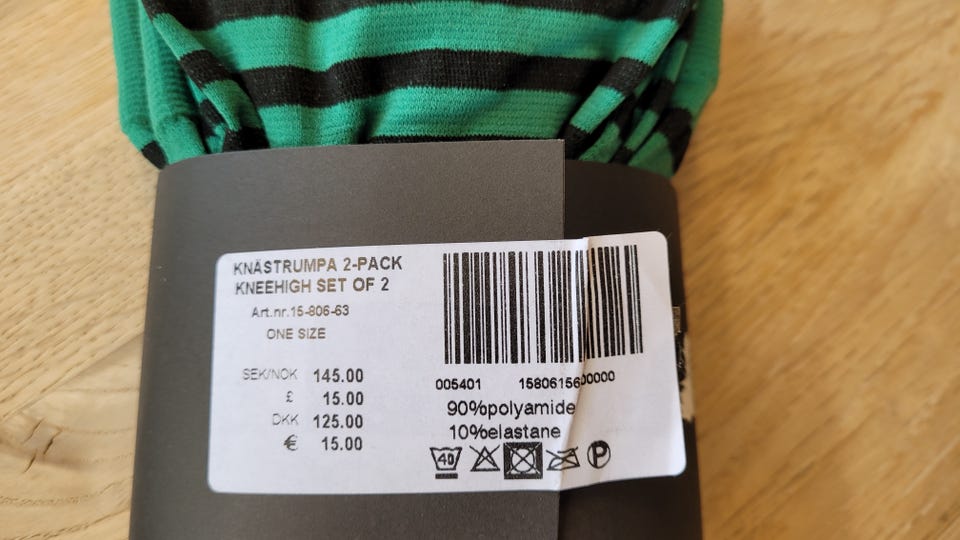 KNÄSTRUMPA 2-PACK
KNEEHIGH SET OF 2
Art.nr.15-806-63
ONE SIZE
SEK/NOK 145.00
£ 15.00
DKK 125.00
€ 15.00
005401 1580615600000
90%polyamide
10%elastane
40 P